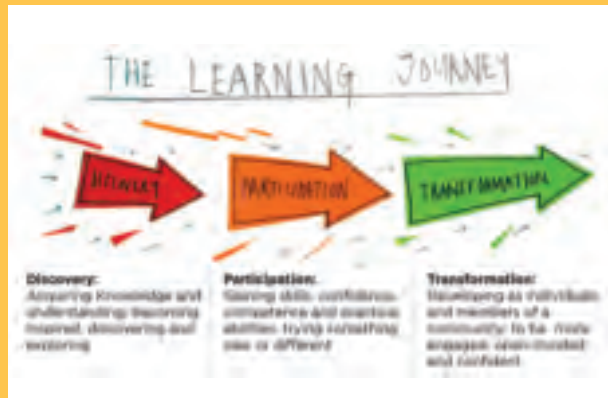 THE LEARNING JOURNEY
DISCOVERY
PARTICIPATION
TRANSFORMATION
Discovery:
Acquiring Knowledge and
understanding; becoming
inspired, discovering and
exploring
Participation:
Gaining skills, confidence,
competence and practical
abilities; trying something
new or different
Transformation:
Developing as individuals
and members of a
community; to be more
engaged, open-minded
and confident